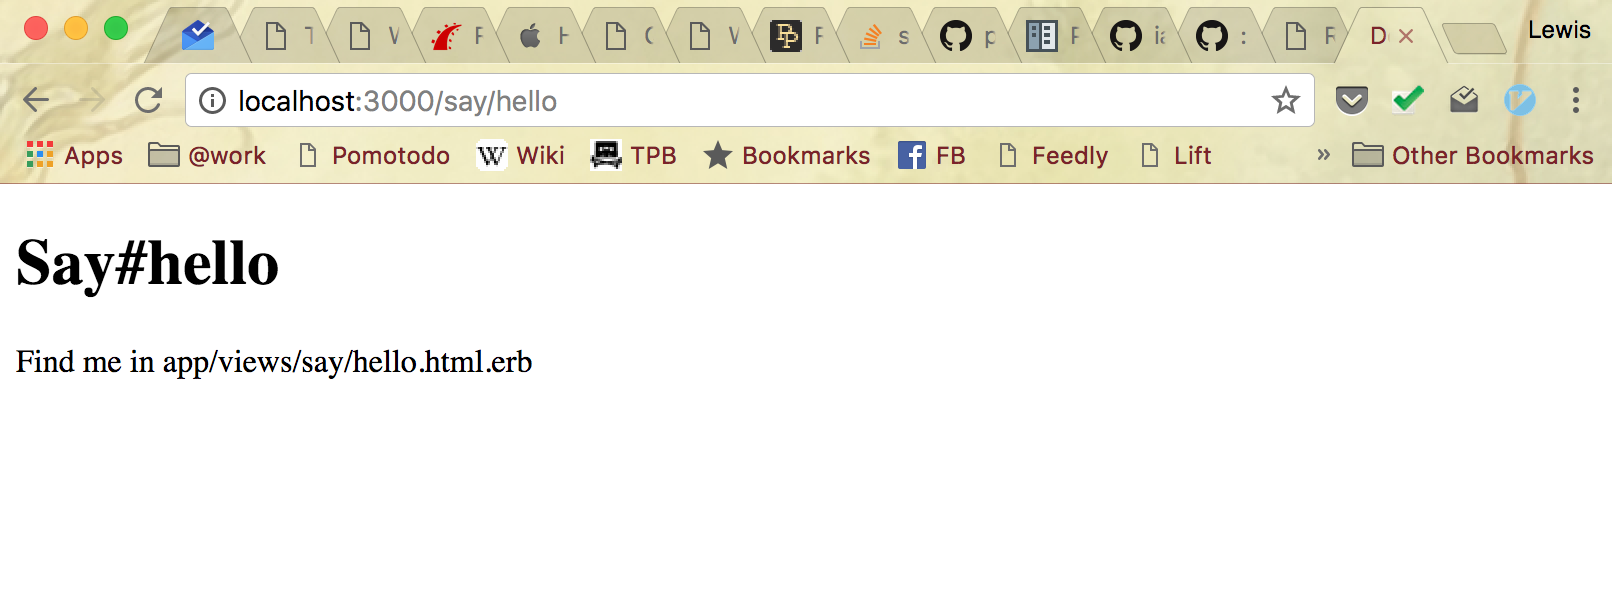 Lewis
localhost:3000/say/hello
Apps @work Pomotodo W Wiki TPB Bookmarks FB Feedly Lift » Other Bookmarks
Say#hello
Find me in app/views/say/hello.html.erb